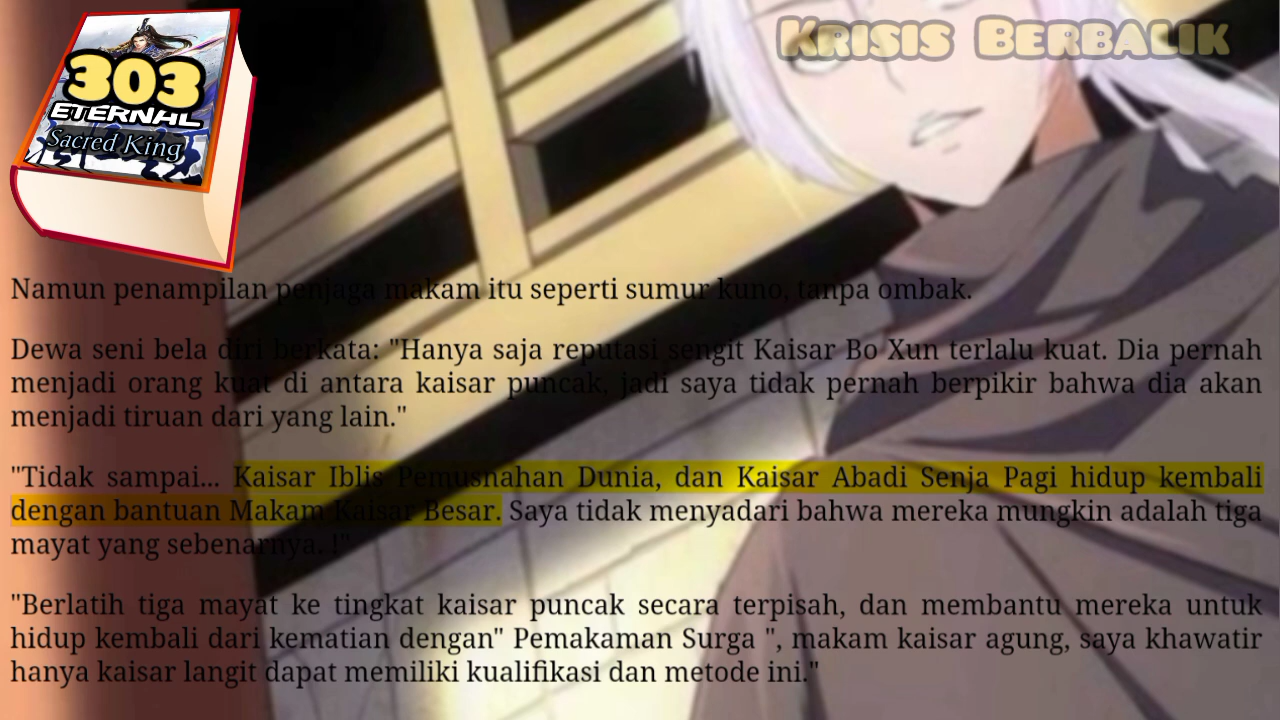 303
ETERNAL
Sacred King
Krisis Berbalik
Namun penampilan penjaga makam itu seperti sumur kuno, tanpa ombak.
Dewa seni bela diri berkata: "Hanya saja reputasi sengit Kaisar Bo Xun terlalu kuat. Dia pernah
menjadi orang kuat di antara kaisar puncak, jadi saya tidak pernah berpikir bahwa dia akan
menjadi tiruan dari yang lain."
"Tidak sampai... Kaisar Iblis Pemusnahan Dunia, dan Kaisar Abadi Senja Pagi hidup kembali
dengan bantuan Makam Kaisar Besar. Saya tidak menyadari bahwa mereka mungkin adalah tiga
mayat yang sebenarnya. !"
"Berlatih tiga mayat ke tingkat kaisar puncak secara terpisah, dan membantu mereka untuk
hidup kembali dari kematian dengan" Pemakaman Surga ", makam kaisar agung, saya khawatir
hanya kaisar langit dapat memiliki kualifikasi dan metode ini."